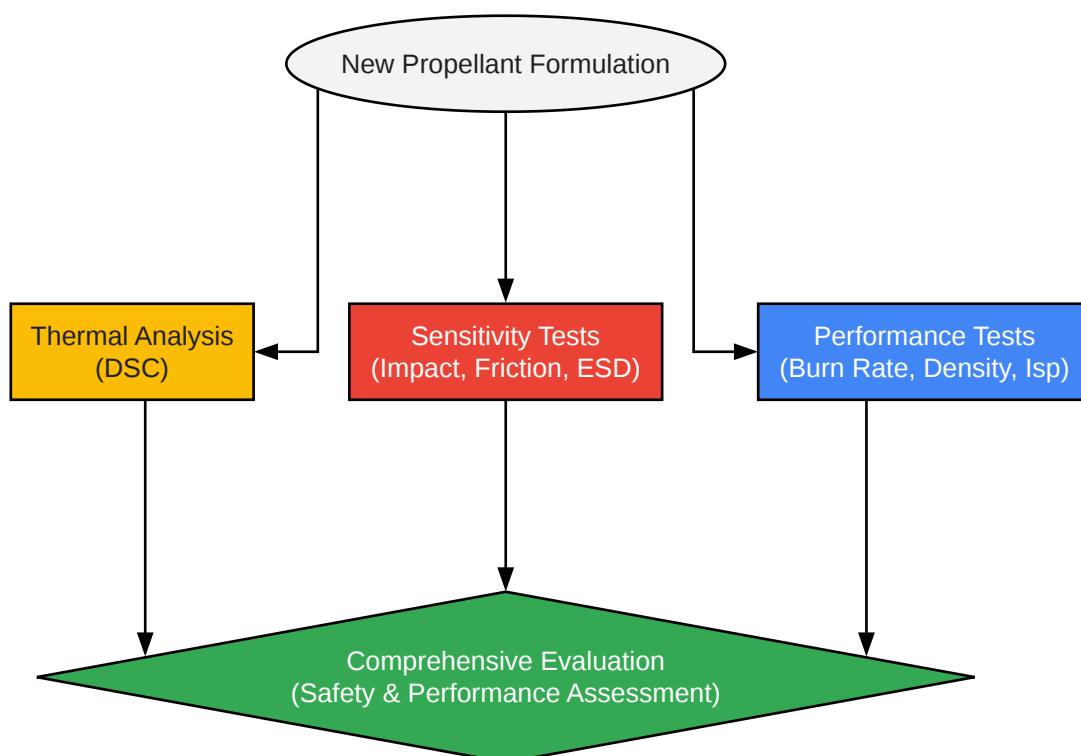 New Propellant Formulation
Thermal Analysis
(DSC)
Sensitivity Tests
(Impact, Friction, ESD)
Performance Tests
(Burn Rate, Density, Isp)
Comprehensive Evaluation
(Safety & Performance Assessment)